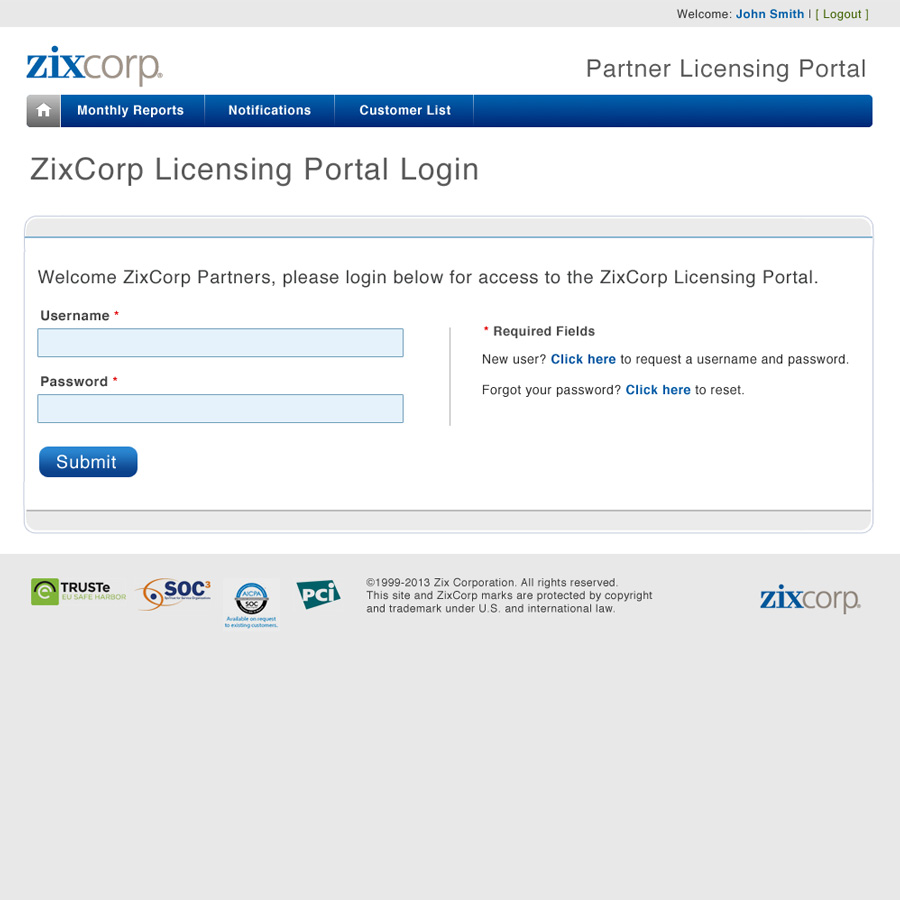 Welcome: John Smith | [ Logout ]
zixcorp.
Partner Licensing Portal
Monthly Reports Notifications Customer List
ZixCorp Licensing Portal Login
Welcome ZixCorp Partners, please login below for access to the ZixCorp Licensing Portal.
Username *
* Required Fields
New user? Click here to request a username and password.
Password *
Forgot your password? Click here to reset.
Submit
TRUSTe
EU SAFE HARBOR
SOC3
AICPA
SOC
Available on request
to existing customers.
PCI
©1999-2013 Zix Corporation. All rights reserved.
This site and ZixCorp marks are protected by copyright
and trademark under U.S. and international law.
zixcorp.